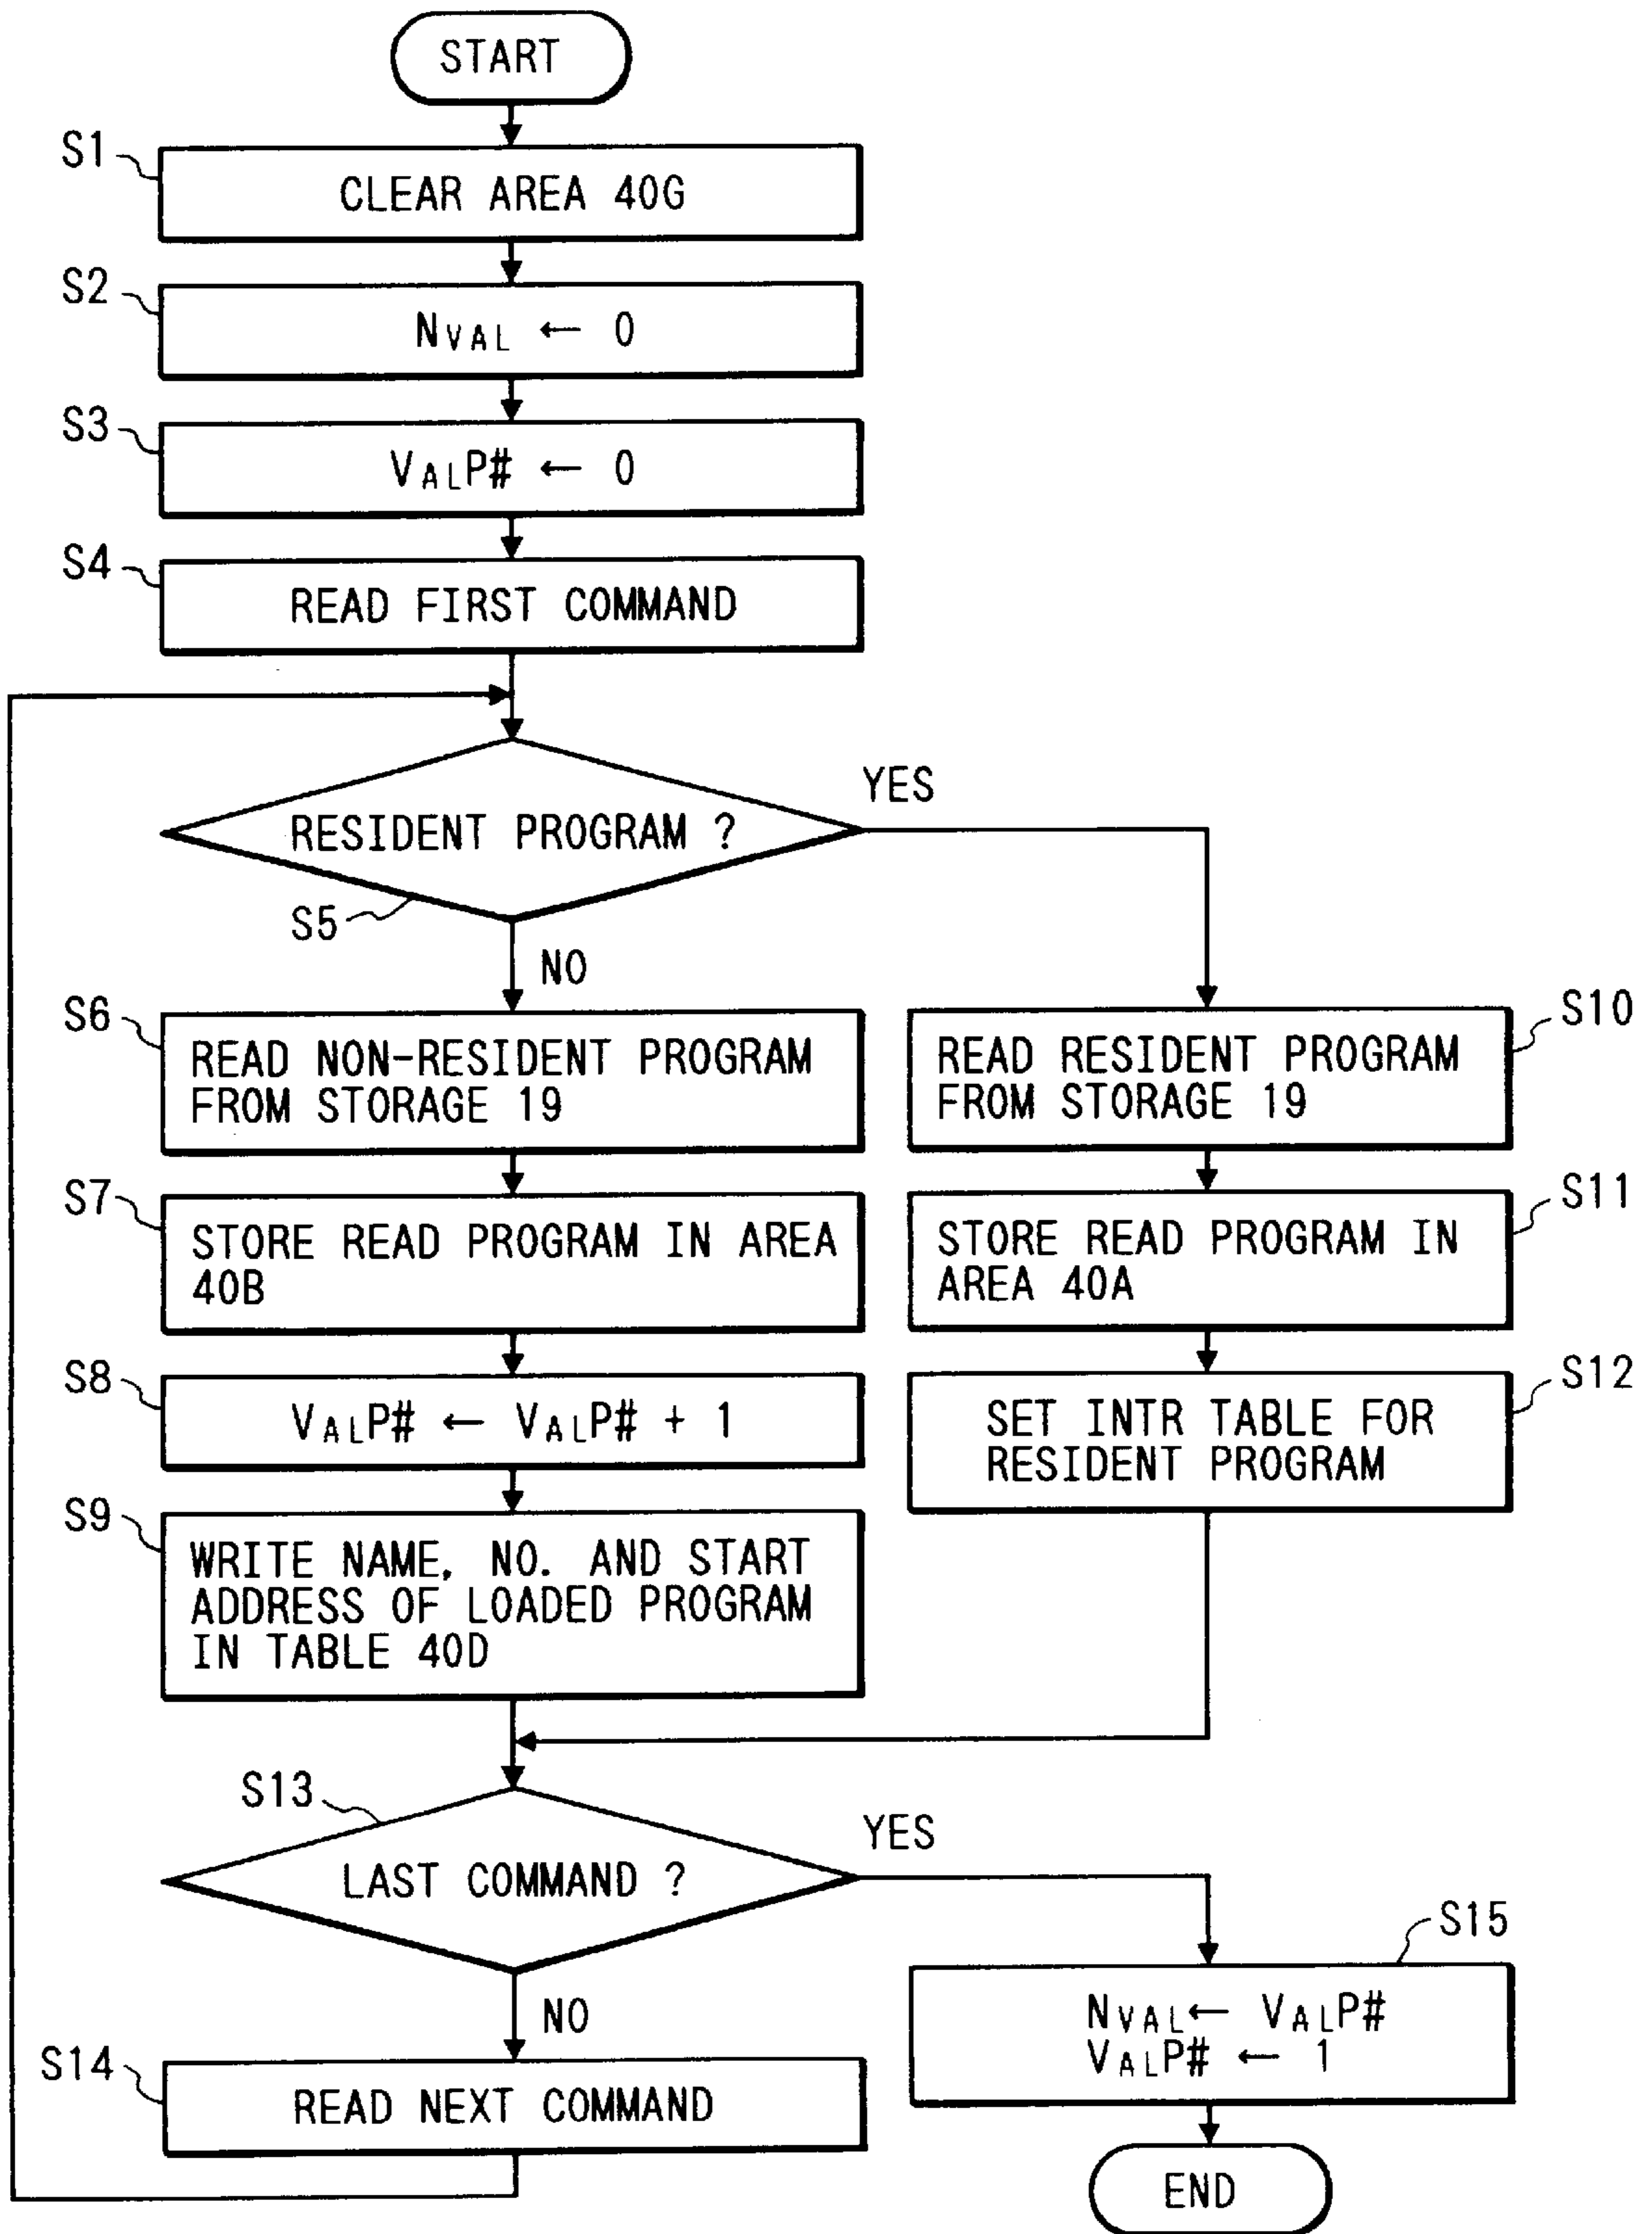 START
S1
CLEAR AREA 40G
S2
NVAL ← 0
S3
VALP# ← 0
S4
READ FIRST COMMAND
RESIDENT PROGRAM ?
YES
S5
NO
S6
READ NON-RESIDENT PROGRAM
FROM STORAGE 19
S10
READ RESIDENT PROGRAM
FROM STORAGE 19
S7
STORE READ PROGRAM IN AREA
40B
S11
STORE READ PROGRAM IN
AREA 40A
S8
VALP# ← VALP# + 1
S12
SET INTR TABLE FOR
RESIDENT PROGRAM
S9
WRITE NAME, NO. AND START
ADDRESS OF LOADED PROGRAM
IN TABLE 40D
S13
LAST COMMAND ?
YES
NO
S14
READ NEXT COMMAND
S15
NVAL ← VALP#
VALP# ← 1
END